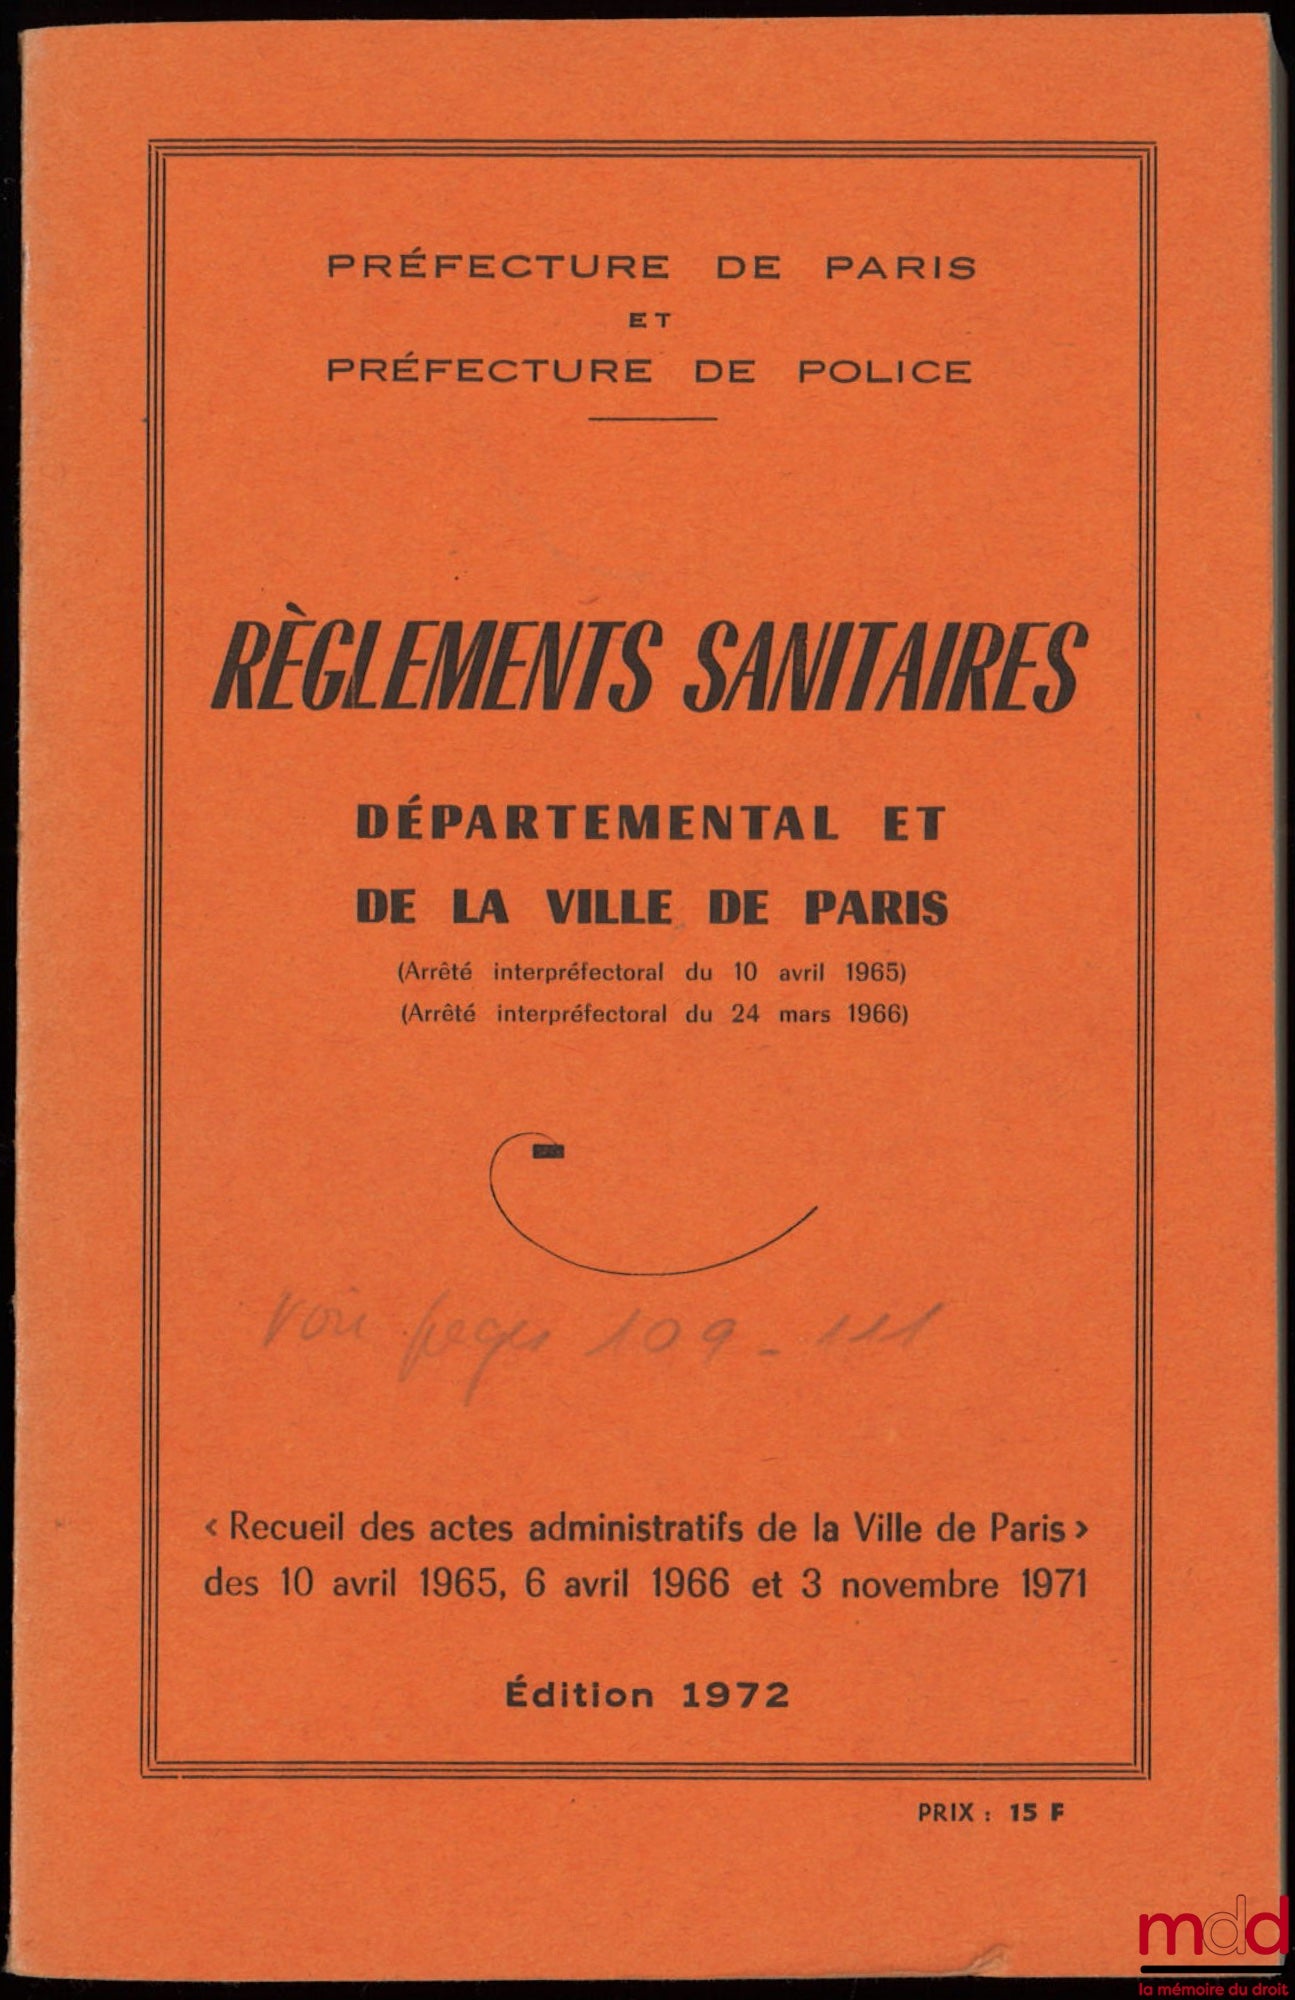 PRÉFECTURE DE PARIS
ET
PRÉFECTURE DE POLICE
RÈGLEMENTS SANITAIRES
DÉPARTEMENTAL ET
DE LA VILLE DE PARIS
(Arrêté interpréfectoral du 10 avril 1965)
(Arrêté interpréfectoral du 24 mars 1966)
Voir pages 109 - 111
‹ Recueil des actes administratifs de la Ville de Paris ›
des 10 avril 1965, 6 avril 1966 et 3 novembre 1971
Édition 1972
PRIX : 15 F
mdd
la mémoire du droit